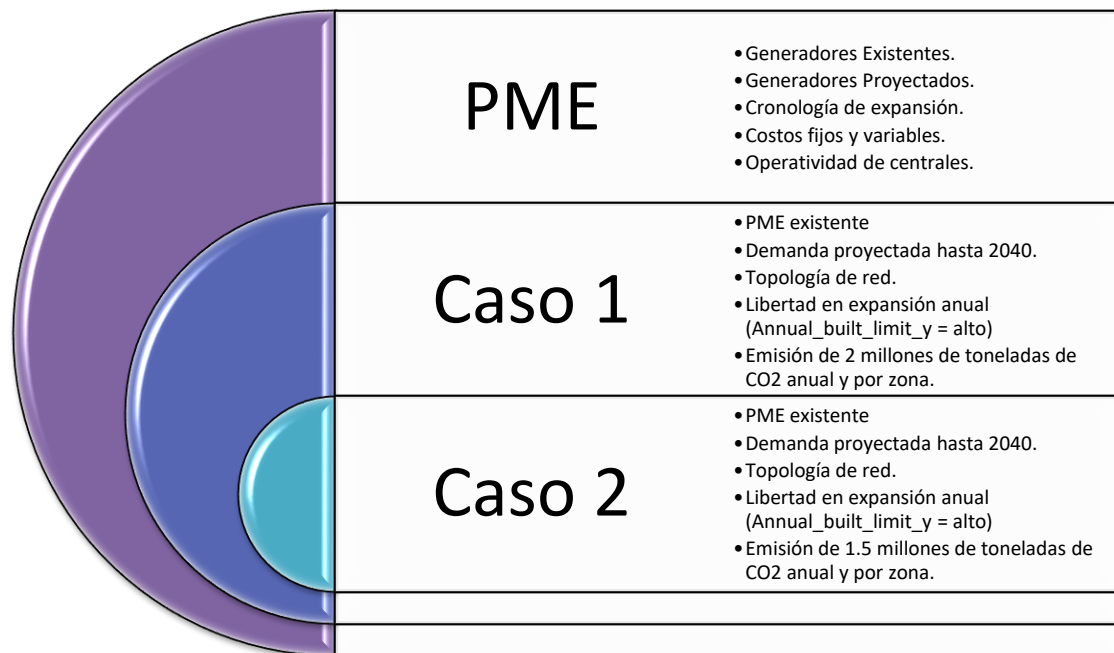 PME
•Generadores Existentes.
•Generadores Proyectados.
•Cronología de expansión.
•Costos fijos y variables.
•Operatividad de centrales.
Caso 1
•PME existente
•Demanda proyectada hasta 2040.
•Topología de red.
•Libertad en expansión anual
(Annual_built_limit_y = alto)
•Emisión de 2 millones de toneladas de
CO2 anual y por zona.
Caso 2
•PME existente
•Demanda proyectada hasta 2040.
•Topología de red.
•Libertad en expansión anual
(Annual_built_limit_y = alto)
•Emisión de 1.5 millones de toneladas de
CO2 anual y por zona.